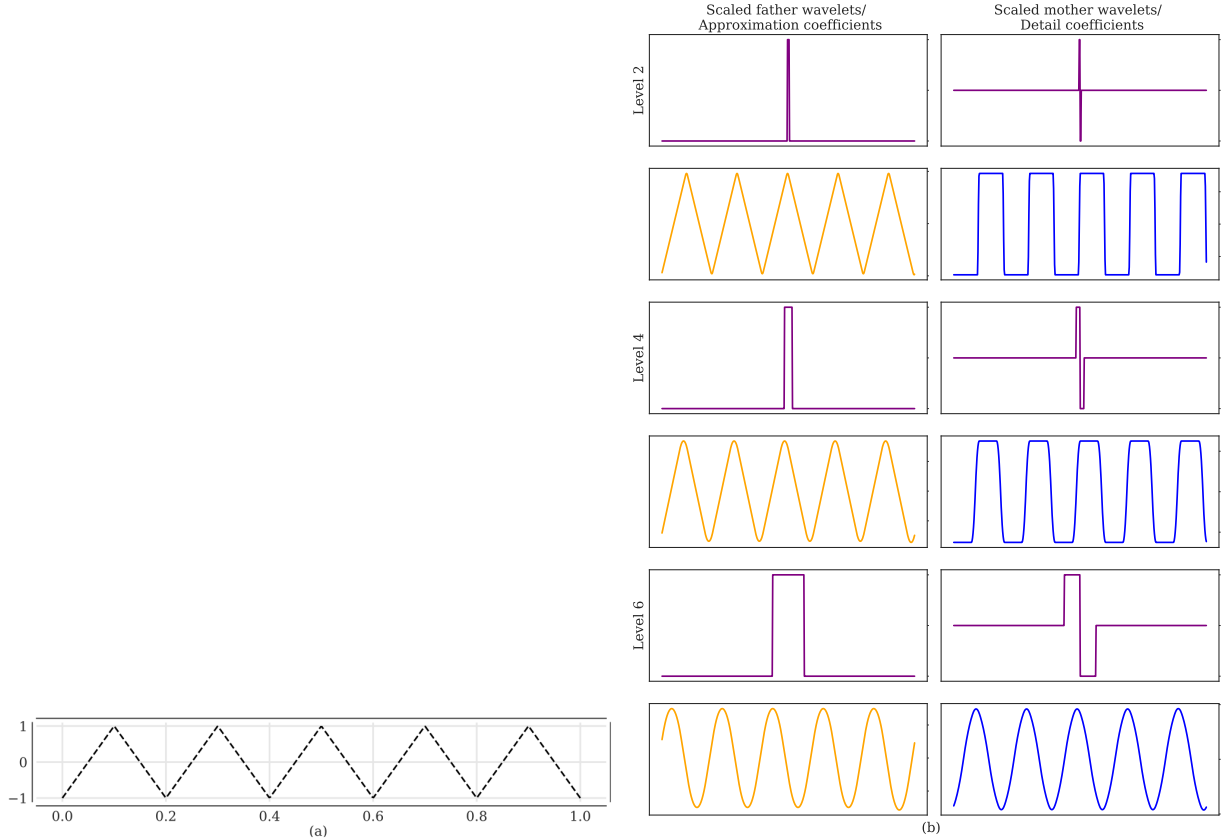 Scaled father wavelets/
Approximation coefficients
Scaled mother wavelets/
Detail coefficients
Level 2
Level 4
Level 6
1
0
−1
0.0 0.2 0.4 0.6 0.8 1.0
(a)
(b)